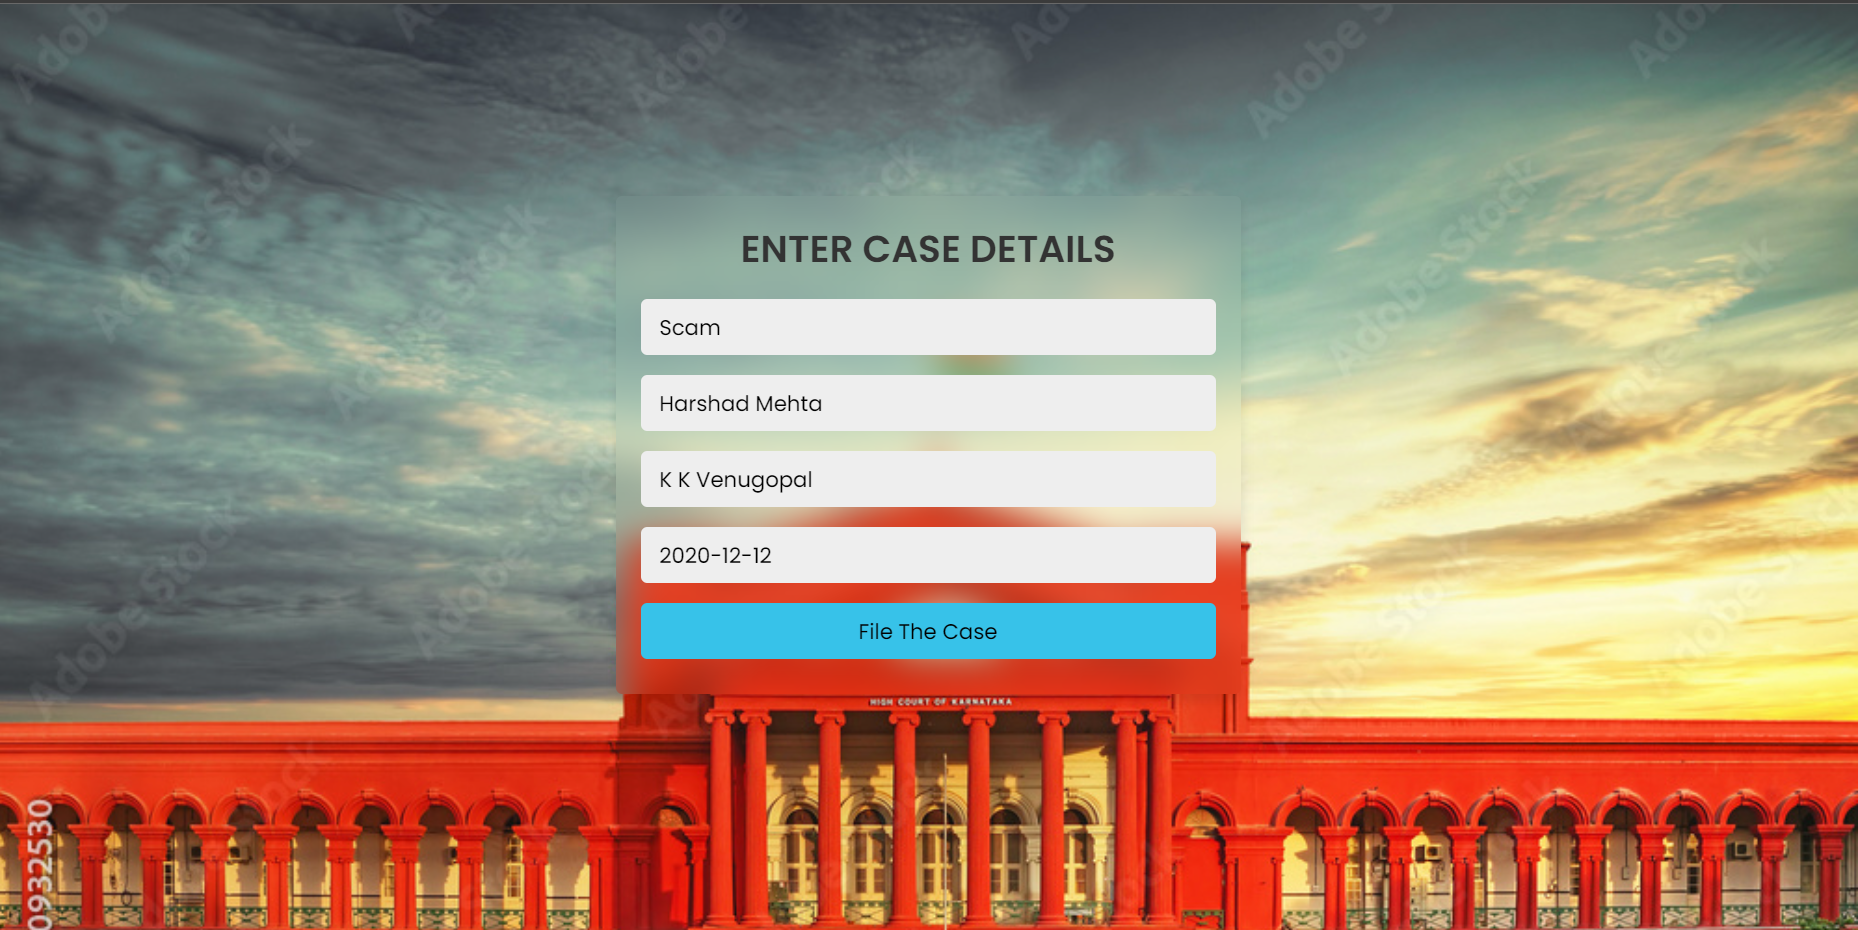 ENTER CASE DETAILS
Scam
Harshad Mehta
K K Venugopal
2020-12-12
File The Case
HIGH COURT OF KARNATAKA
Adobe Stock